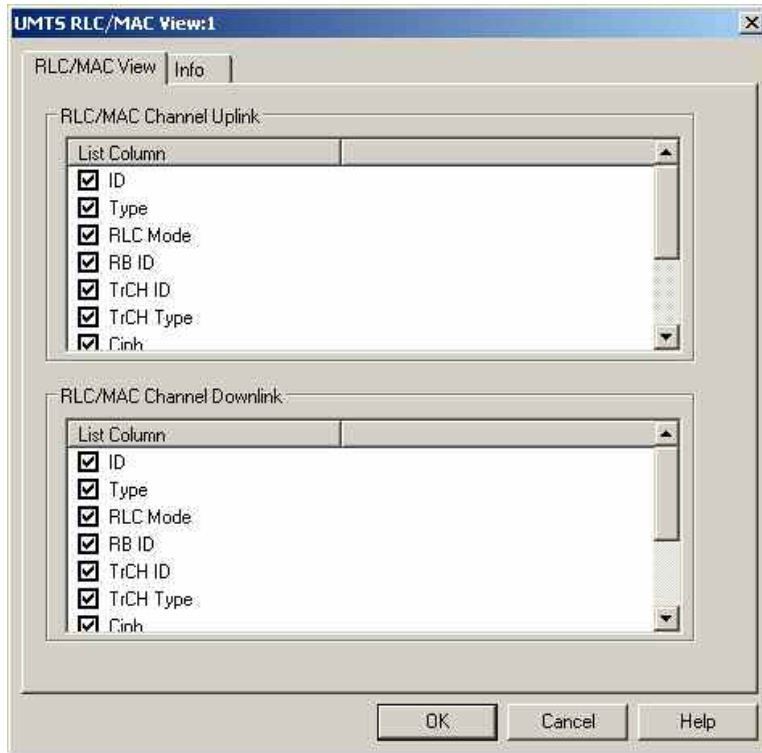 UMTS RLC/MAC View:1
RLC/MAC View
Info
RLC/MAC Channel Uplink
List Column
ID
Type
RLC Mode
RB ID
TrCH ID
TrCH Type
Ciph
RLC/MAC Channel Downlink
List Column
ID
Type
RLC Mode
RB ID
TrCH ID
TrCH Type
Ciph
OK
Cancel
Help